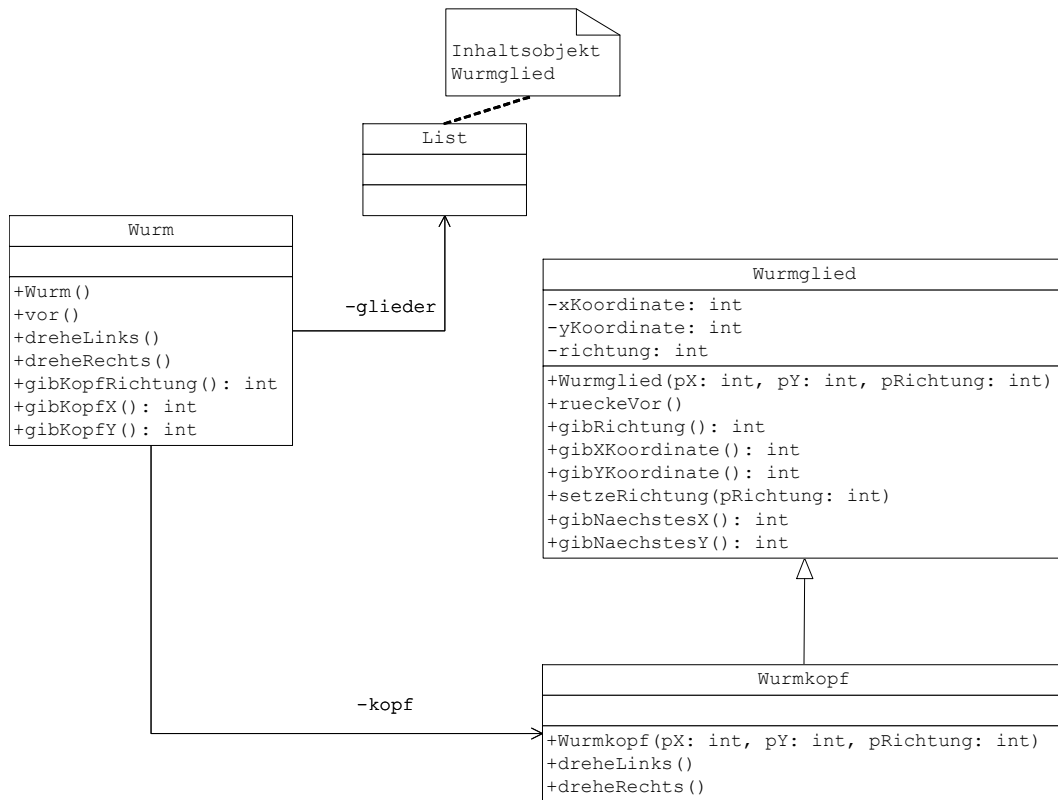 Inhaltsobjekt
Wurmglied
List
Wurm
+Wurm()
+vor()
+dreheLinks()
+dreheRechts()
+gibKopfRichtung(): int
+gibKopfX(): int
+gibKopfY(): int
-glieder
Wurmglied
-xKoordinate: int
-yKoordinate: int
-richtung: int
+Wurmglied(pX: int, pY: int, pRichtung: int)
+rueckeVor()
+gibRichtung(): int
+gibXKoordinate(): int
+gibYKoordinate(): int
+setzeRichtung(pRichtung: int)
+gibNaechstesX(): int
+gibNaechstesY(): int
-kopf
Wurmkopf
+Wurmkopf(pX: int, pY: int, pRichtung: int)
+dreheLinks()
+dreheRechts()